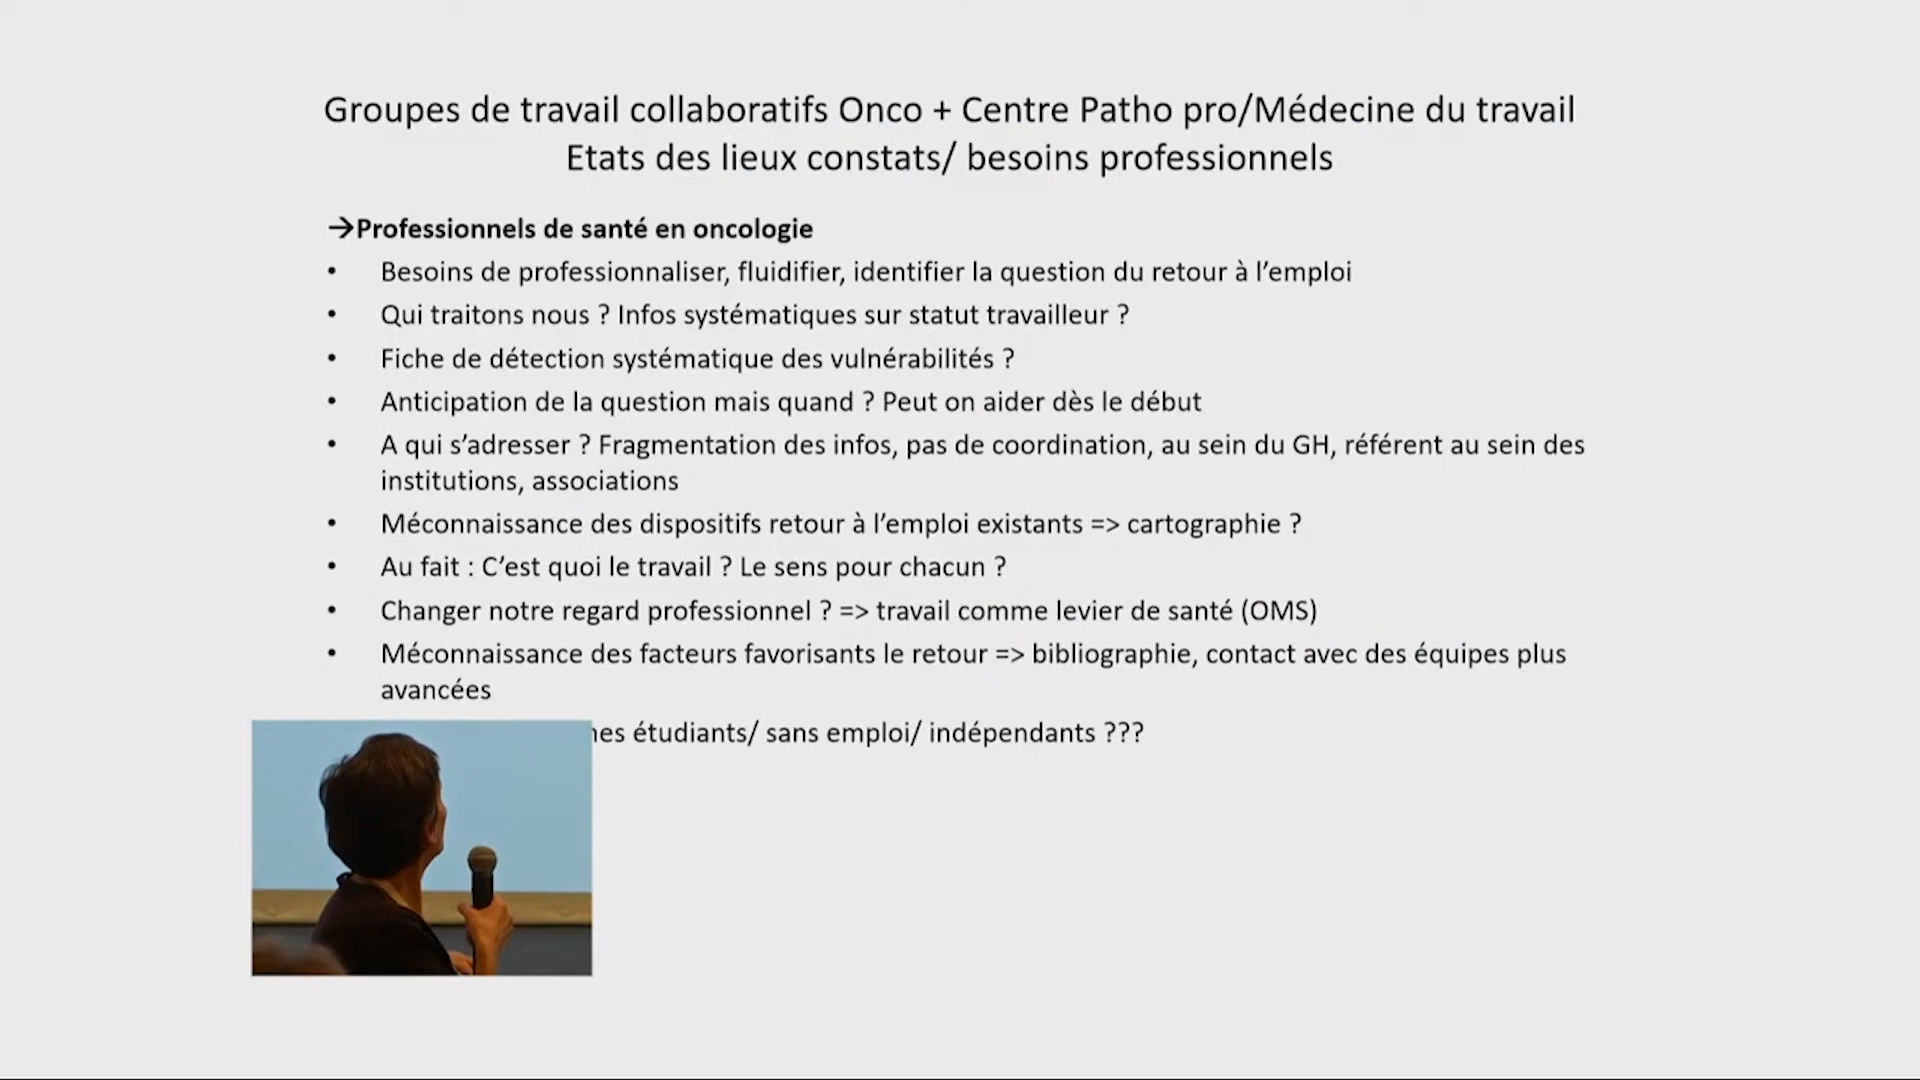 Groupes de travail collaboratifs Onco + Centre Patho pro/Médecine du travail
Etats des lieux constats/ besoins professionnels
→Professionnels de santé en oncologie
• Besoins de professionnaliser, fluidifier, identifier la question du retour à l’emploi
• Qui traitons nous ? Infos systématiques sur statut travailleur ?
• Fiche de détection systématique des vulnérabilités ?
• Anticipation de la question mais quand ? Peut on aider dès le début
• A qui s’adresser ? Fragmentation des infos, pas de coordination, au sein du GH, référent au sein des
institutions, associations
• Méconnaissance des dispositifs retour à l’emploi existants => cartographie ?
• Au fait : C’est quoi le travail ? Le sens pour chacun ?
• Changer notre regard professionnel ? => travail comme levier de santé (OMS)
• Méconnaissance des facteurs favorisants le retour => bibliographie, contact avec des équipes plus
avancées
étudiants/ sans emploi/ indépendants ???